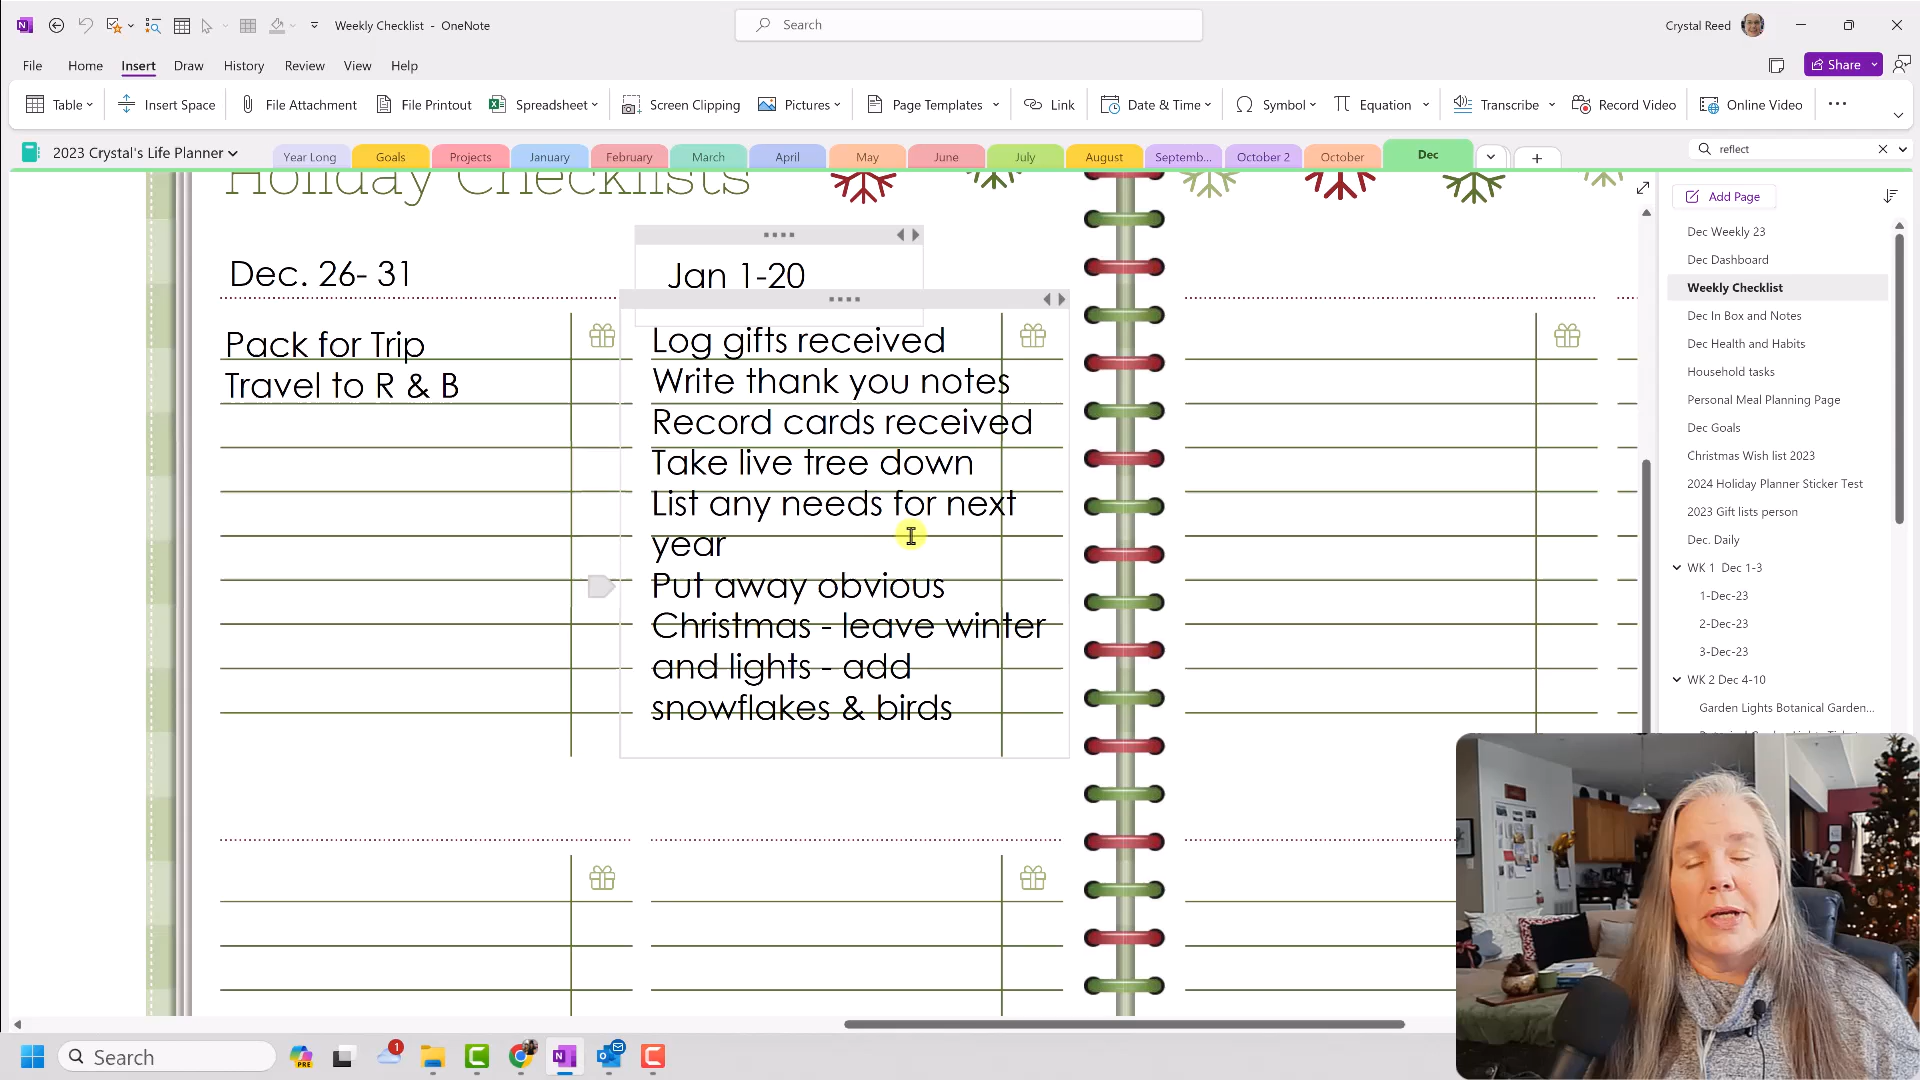 Weekly Checklist - OneNote
Search
Crystal Reed
File Home Insert Draw History Review View Help
Share
Table Insert Space File Attachment File Printout Spreadsheet Screen Clipping Pictures Page Templates Link Date & Time Symbol Equation Transcribe Record Video Online Video
2023 Crystal's Life Planner
Year Long Goals Projects January February March April May June July August Septemb... October 2 October Dec
reflect
Holiday Checklists
Dec. 26- 31
Pack for Trip
Travel to R & B
Jan 1-20
Log gifts received
Write thank you notes
Record cards received
Take live tree down
List any needs for next
year
Put away obvious
Christmas - leave winter
and lights - add
snowflakes & birds
Add Page
Dec Weekly 23
Dec Dashboard
Weekly Checklist
Dec In Box and Notes
Dec Health and Habits
Household tasks
Personal Meal Planning Page
Dec Goals
Christmas Wish list 2023
2024 Holiday Planner Sticker Test
2023 Gift lists person
Dec. Daily
WK 1 Dec 1-3
1-Dec-23
2-Dec-23
3-Dec-23
WK 2 Dec 4-10
Garden Lights Botanical Garden...
Search
PRE
1